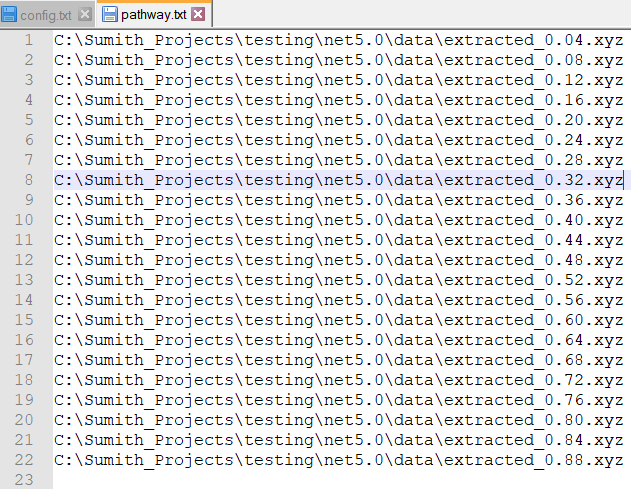 config.txt pathway.txt
1 C:\Sumith_Projects\testing\net5.0\data\extracted_0.04.xyz
2 C:\Sumith_Projects\testing\net5.0\data\extracted_0.08.xyz
3 C:\Sumith_Projects\testing\net5.0\data\extracted_0.12.xyz
4 C:\Sumith_Projects\testing\net5.0\data\extracted_0.16.xyz
5 C:\Sumith_Projects\testing\net5.0\data\extracted_0.20.xyz
6 C:\Sumith_Projects\testing\net5.0\data\extracted_0.24.xyz
7 C:\Sumith_Projects\testing\net5.0\data\extracted_0.28.xyz
8 C:\Sumith_Projects\testing\net5.0\data\extracted_0.32.xyz
9 C:\Sumith_Projects\testing\net5.0\data\extracted_0.36.xyz
10 C:\Sumith_Projects\testing\net5.0\data\extracted_0.40.xyz
11 C:\Sumith_Projects\testing\net5.0\data\extracted_0.44.xyz
12 C:\Sumith_Projects\testing\net5.0\data\extracted_0.48.xyz
13 C:\Sumith_Projects\testing\net5.0\data\extracted_0.52.xyz
14 C:\Sumith_Projects\testing\net5.0\data\extracted_0.56.xyz
15 C:\Sumith_Projects\testing\net5.0\data\extracted_0.60.xyz
16 C:\Sumith_Projects\testing\net5.0\data\extracted_0.64.xyz
17 C:\Sumith_Projects\testing\net5.0\data\extracted_0.68.xyz
18 C:\Sumith_Projects\testing\net5.0\data\extracted_0.72.xyz
19 C:\Sumith_Projects\testing\net5.0\data\extracted_0.76.xyz
20 C:\Sumith_Projects\testing\net5.0\data\extracted_0.80.xyz
21 C:\Sumith_Projects\testing\net5.0\data\extracted_0.84.xyz
22 C:\Sumith_Projects\testing\net5.0\data\extracted_0.88.xyz
23